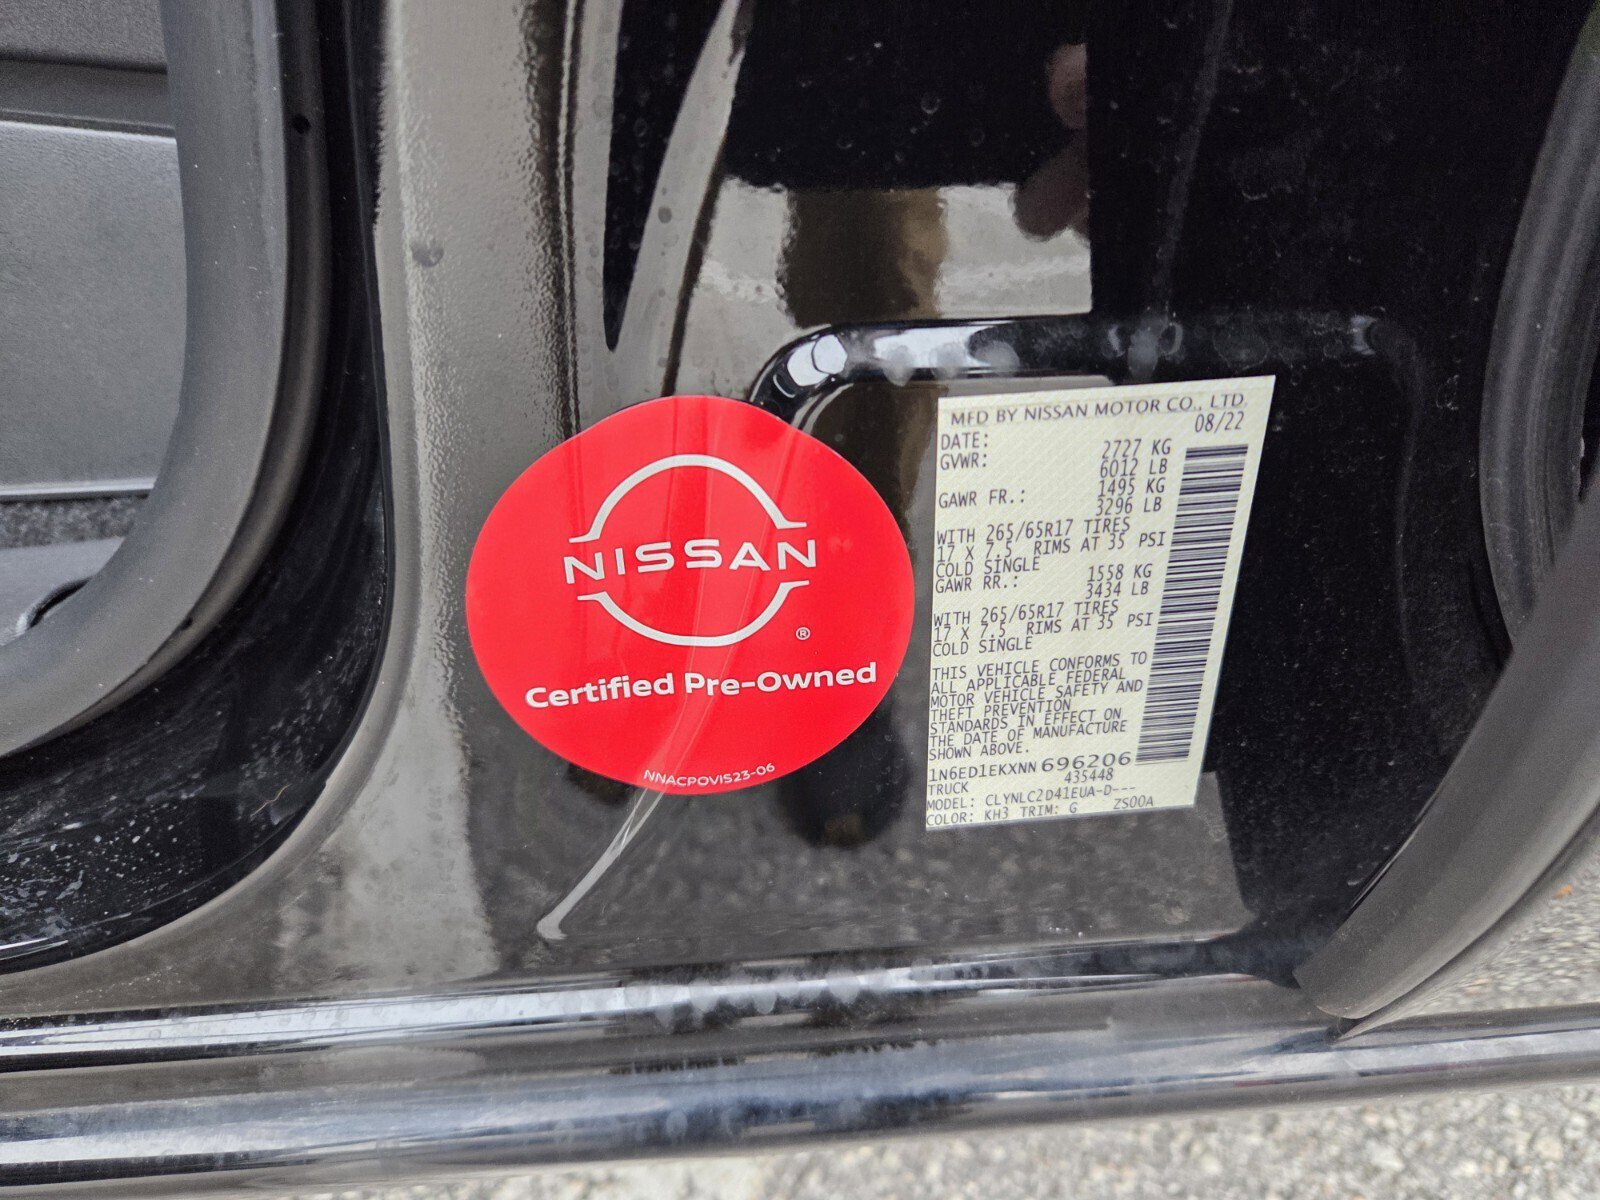 NISSAN
®
Certified Pre-Owned
NNACPOVIS23-06
MFD BY NISSAN MOTOR CO., LTD.
DATE: 08/22
GVWR: 2727 KG
6012 LB
GAWR FR.: 1495 KG
3296 LB
WITH 265/65R17 TIRES
17 X 7.5 RIMS AT 35 PSI
COLD SINGLE
GAWR RR.: 1558 KG
3434 LB
WITH 265/65R17 TIRES
17 X 7.5 RIMS AT 35 PSI
COLD SINGLE
THIS VEHICLE CONFORMS TO
ALL APPLICABLE FEDERAL
MOTOR VEHICLE SAFETY AND
THEFT PREVENTION
STANDARDS IN EFFECT ON
THE DATE OF MANUFACTURE
SHOWN ABOVE.
1N6ED1EKXNN696206
TRUCK 435448
MODEL: CLYNLC2D41EUA-D---
COLOR: KH3 TRIM: G ZS00A